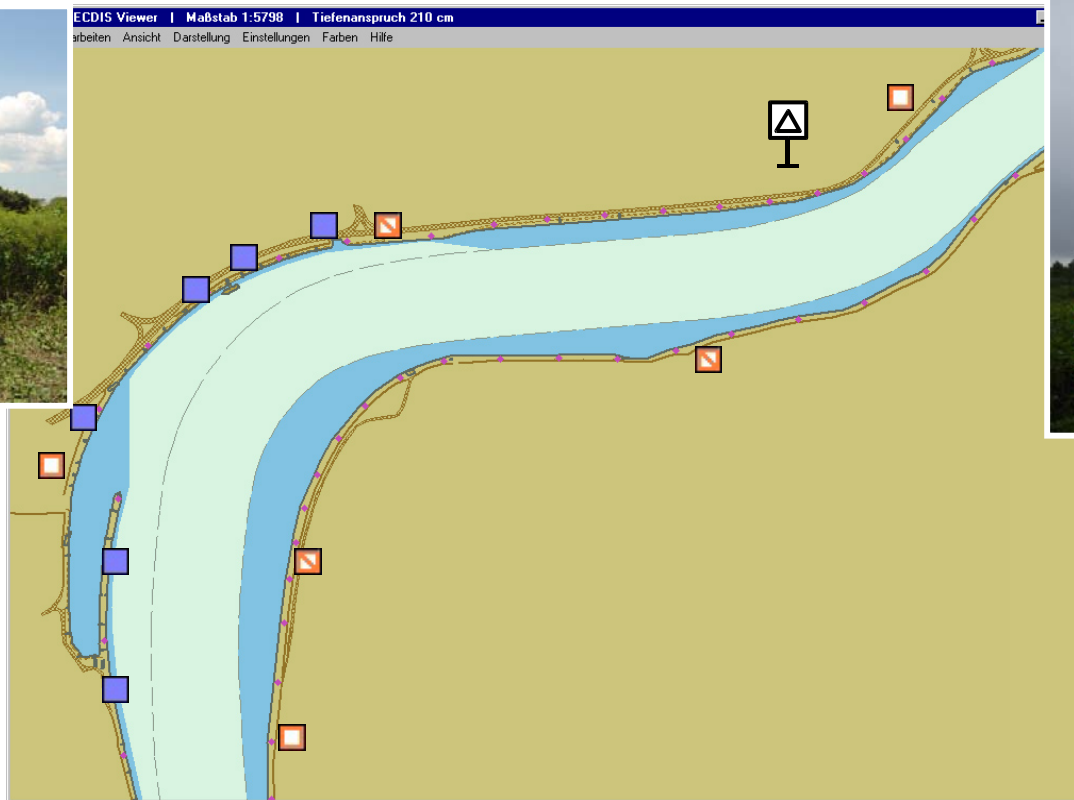 ECDIS Viewer | Maßstab 1:5798 | Tiefenanspruch 210 cm
arbeiten Ansicht Darstellung Einstellungen Farben Hilfe